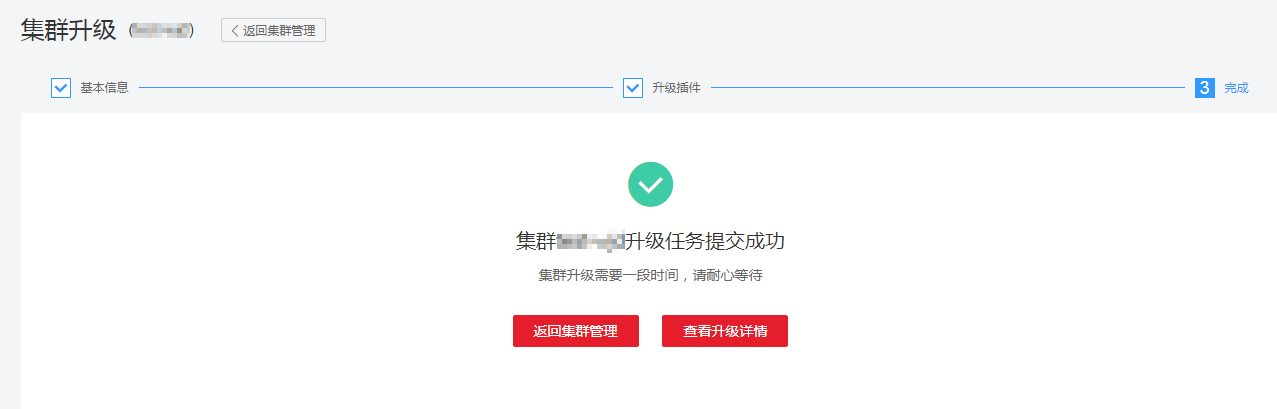 集群升级 ( )
返回集群管理
基本信息
升级插件
3 完成
集群 升级任务提交成功
集群升级需要一段时间，请耐心等待
返回集群管理
查看升级详情